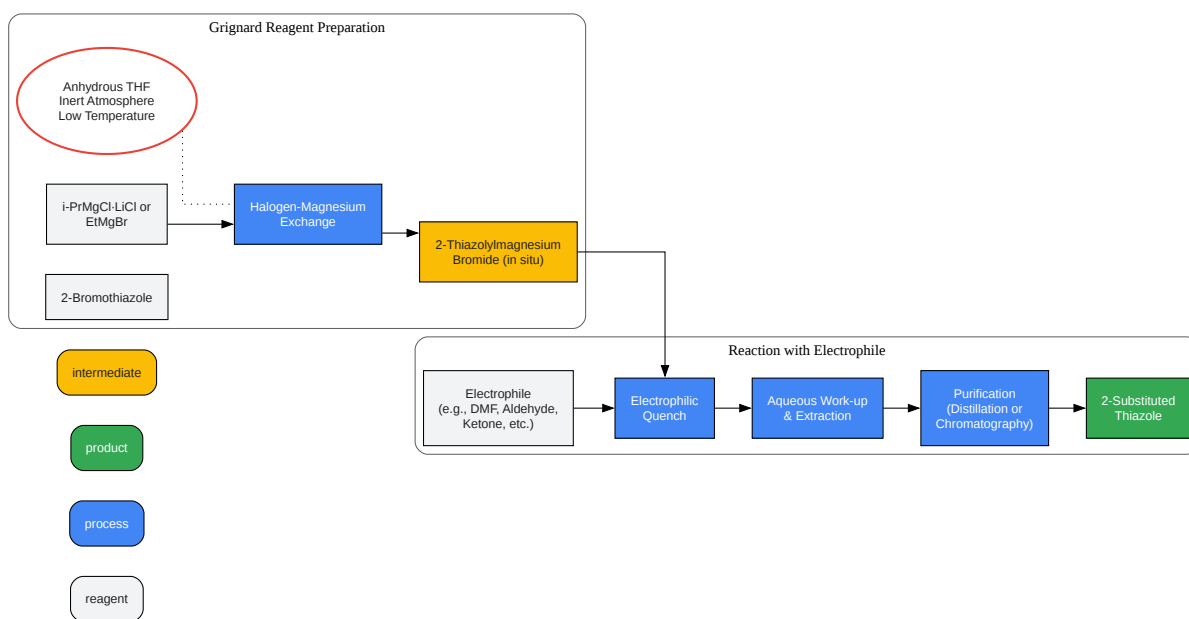 Grignard Reagent Preparation
Anhydrous THF
Inert Atmosphere
Low Temperature
i-PrMgCl·LiCl or
EtMgBr
Halogen-Magnesium
Exchange
2-Thiazolylmagnesium
Bromide (in situ)
2-Bromothiazole
Reaction with Electrophile
Electrophile
(e.g., DMF, Aldehyde,
Ketone, etc.)
Electrophilic
Quench
Aqueous Work-up
& Extraction
Purification
(Distillation or
Chromatography)
2-Substituted
Thiazole
intermediate
product
process
reagent